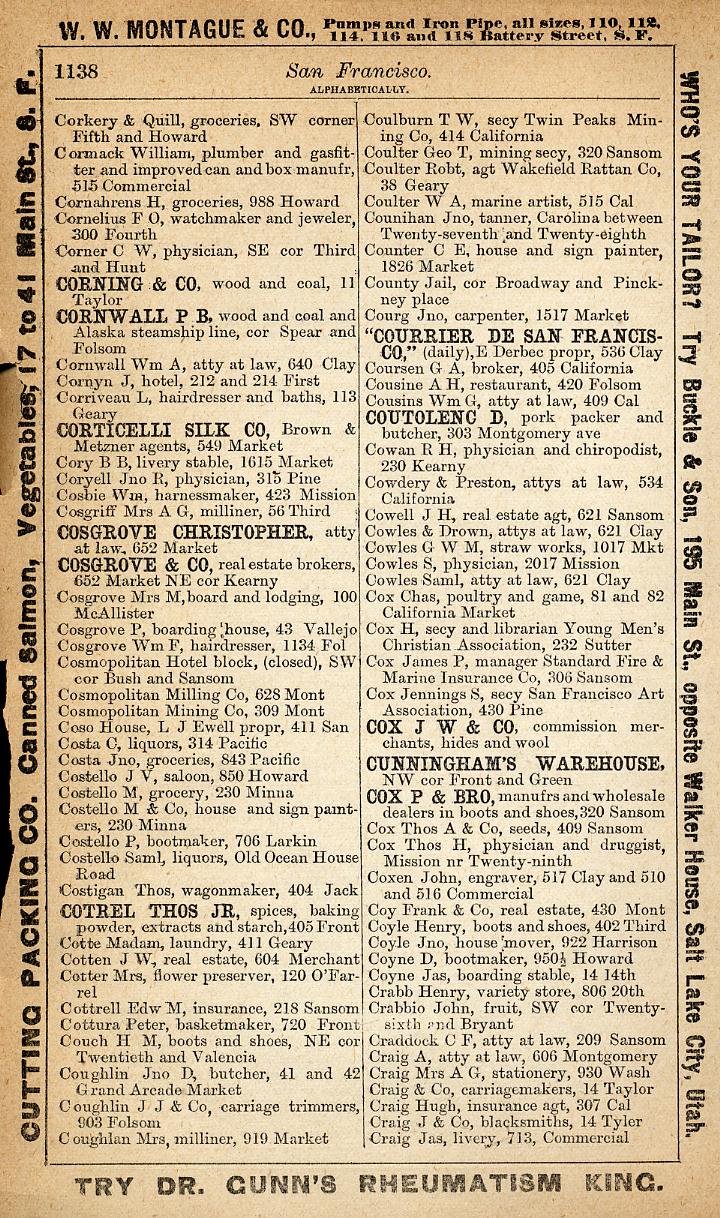 W. W. MONTAGUE & CO., Pumps and Iron Pipe, all sizes, 110, 112,
114, 116 and 118 Battery Street, S. F.
1138
San Francisco.
ALPHABETICALLY.
Corkery & Quill, groceries, SW corner
Fifth and Howard
Cormack William, plumber and gasfit-
ter and improved can and box manufr,
515 Commercial
Cornahrens H, groceries, 988 Howard
Cornelius F O, watchmaker and jeweler,
300 Fourth
Corner C W, physician, SE cor Third
and Hunt
CORNING & CO, wood and coal, 11
Taylor
CORNWALL P B, wood and coal and
Alaska steamship line, cor Spear and
Folsom
Cornwall Wm A, atty at law, 640 Clay
Cornyn J, hotel, 212 and 214 First
Corriveau L, hairdresser and baths, 113
Geary
CORTICELLI SILK CO, Brown &
Metzner agents, 549 Market
Cory B B, livery stable, 1615 Market
Coryell Jno R, physician, 315 Pine
Cosbie Wm, harnessmaker, 423 Mission
Cosgriff Mrs A G, milliner, 56 Third
COSGROVE CHRISTOPHER, atty
at law, 652 Market
COSGROVE & CO, real estate brokers,
652 Market NE cor Kearny
Cosgrove Mrs M, board and lodging, 100
McAllister
Cosgrove P, boarding house, 43 Vallejo
Cosgrove Wm F, hairdresser, 1134 Fol
Cosmopolitan Hotel block, (closed), SW
cor Bush and Sansom
Cosmopolitan Milling Co, 628 Mont
Cosmopolitan Mining Co, 309 Mont
Coso House, L J Ewell propr, 411 San
Costa C, liquors, 314 Pacific
Costa Jno, groceries, 843 Pacific
Costello J V, saloon, 850 Howard
Costello M, grocery, 230 Minna
Costello M & Co, house and sign paint-
ers, 230 Minna
Costello P, bootmaker, 706 Larkin
Costello Saml, liquors, Old Ocean House
Road
Costigan Thos, wagonmaker, 404 Jack
COTREL THOS JR, spices, baking
powder, extracts and starch, 405 Front
Cotte Madam, laundry, 411 Geary
Cotten J W, real estate, 604 Merchant
Cotter Mrs, flower preserver, 120 O'Far-
rel
Cottrell Edw M, insurance, 218 Sansom
Cottura Peter, basketmaker, 720 Front
Couch H M, boots and shoes, NE cor
Twentieth and Valencia
Coughlin Jno D, butcher, 41 and 42
Grand Arcade Market
Coughlin J J & Co, carriage trimmers,
903 Folsom
Coughlan Mrs, milliner, 919 Market
Coulburn T W, secy Twin Peaks Min-
ing Co, 414 California
Coulter Geo T, mining secy, 320 Sansom
Coulter Robt, agt Wakefield Rattan Co,
38 Geary
Coulter W A, marine artist, 515 Cal
Counihan Jno, tanner, Carolina between
Twenty-seventh and Twenty-eighth
Counter C E, house and sign painter,
1826 Market
County Jail, cor Broadway and Pinck-
ney place
Courg Jno, carpenter, 1517 Market
"COURRIER DE SAN FRANCIS-
CO," (daily), E Derbec propr, 536 Clay
Coursen G A, broker, 405 California
Cousine A H, restaurant, 420 Folsom
Cousins Wm G, atty at law, 409 Cal
COUTOLENC D, pork packer and
butcher, 303 Montgomery ave
Cowan R H, physician and chiropodist,
230 Kearny
Cowdery & Preston, attys at law, 534
California
Cowell J H, real estate agt, 621 Sansom
Cowles & Drown, attys at law, 621 Clay
Cowles G W M, straw works, 1017 Mkt
Cowles S, physician, 2017 Mission
Cowles Saml, atty at law, 621 Clay
Cox Chas, poultry and game, 81 and 82
California Market
Cox H, secy and librarian Young Men's
Christian Association, 232 Sutter
Cox James P, manager Standard Fire &
Marine Insurance Co, 306 Sansom
Cox Jennings S, secy San Francisco Art
Association, 430 Pine
COX J W & CO, commission mer-
chants, hides and wool
CUNNINGHAM'S WAREHOUSE,
NW cor Front and Green
COX P & BRO, manufrs and wholesale
dealers in boots and shoes, 320 Sansom
Cox Thos A & Co, seeds, 409 Sansom
Cox Thos H, physician and druggist,
Mission nr Twenty-ninth
Coxen John, engraver, 517 Clay and 510
and 516 Commercial
Coy Frank & Co, real estate, 430 Mont
Coyle Henry, boots and shoes, 402 Third
Coyle Jno, house mover, 922 Harrison
Coyne D, bootmaker, 950½ Howard
Coyne Jas, boarding stable, 14 14th
Crabb Henry, variety store, 806 20th
Crabbio John, fruit, SW cor Twenty-
sixth and Bryant
Craddock C F, atty at law, 209 Sansom
Craig A, atty at law, 606 Montgomery
Craig Mrs A G, stationery, 930 Wash
Craig & Co, carriagemakers, 14 Taylor
Craig Hugh, insurance agt, 307 Cal
Craig J & Co, blacksmiths, 14 Tyler
Craig Jas, livery, 713, Commercial
CUTTING PACKING CO. Canned Salmon, Vegetables, 17 to 41 Main St., S. F.
WHO'S YOUR TAILOR? Try Buckle & Son, 195 Main St., opposite Walker House, Salt Lake City, Utah.
TRY DR. GUNN'S RHEUMATISM KING.